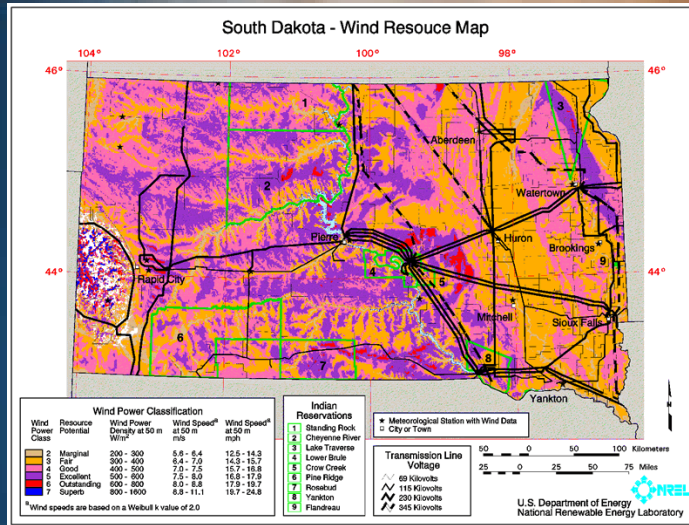 South Dakota - Wind Resouce Map
104° 102° 100° 98°
46° 46°
1
3
Aberdeen
2
Watertown
Pierre
Huron
Brookings
44° 44°
Rapid City
4
5
9
Mitchell
Sioux Falls
6
7
8
Yankton
Wind Power Classification
Wind Power Class Resource Potential Wind Power Density at 50 m W/m² Wind Speedª at 50 m m/s Wind Speedª at 50 m mph
2 Marginal 200 - 300 5.6 - 6.4 12.5 - 14.3
3 Fair 300 - 400 6.4 - 7.0 14.3 - 15.7
4 Good 400 - 500 7.0 - 7.5 15.7 - 16.8
5 Excellent 500 - 600 7.5 - 8.0 16.8 - 17.9
6 Outstanding 600 - 800 8.0 - 8.8 17.9 - 19.7
7 Superb 800 - 1600 8.8 - 11.1 19.7 - 24.8
ª Wind speeds are based on a Weibull k value of 2.0
Indian
Reservations
1 Standing Rock
2 Cheyenne River
3 Lake Traverse
4 Lower Brule
5 Crow Creek
6 Pine Ridge
7 Rosebud
8 Yankton
9 Flandreau
Meteorological Station with Wind Data
City or Town
Transmission Line
Voltage
69 Kilovolts
115 Kilovolts
230 Kilovolts
345 Kilovolts
50 0 50 100 Kilometers
25 0 25 50 75 Miles
U.S. Department of Energy
National Renewable Energy Laboratory
NREL